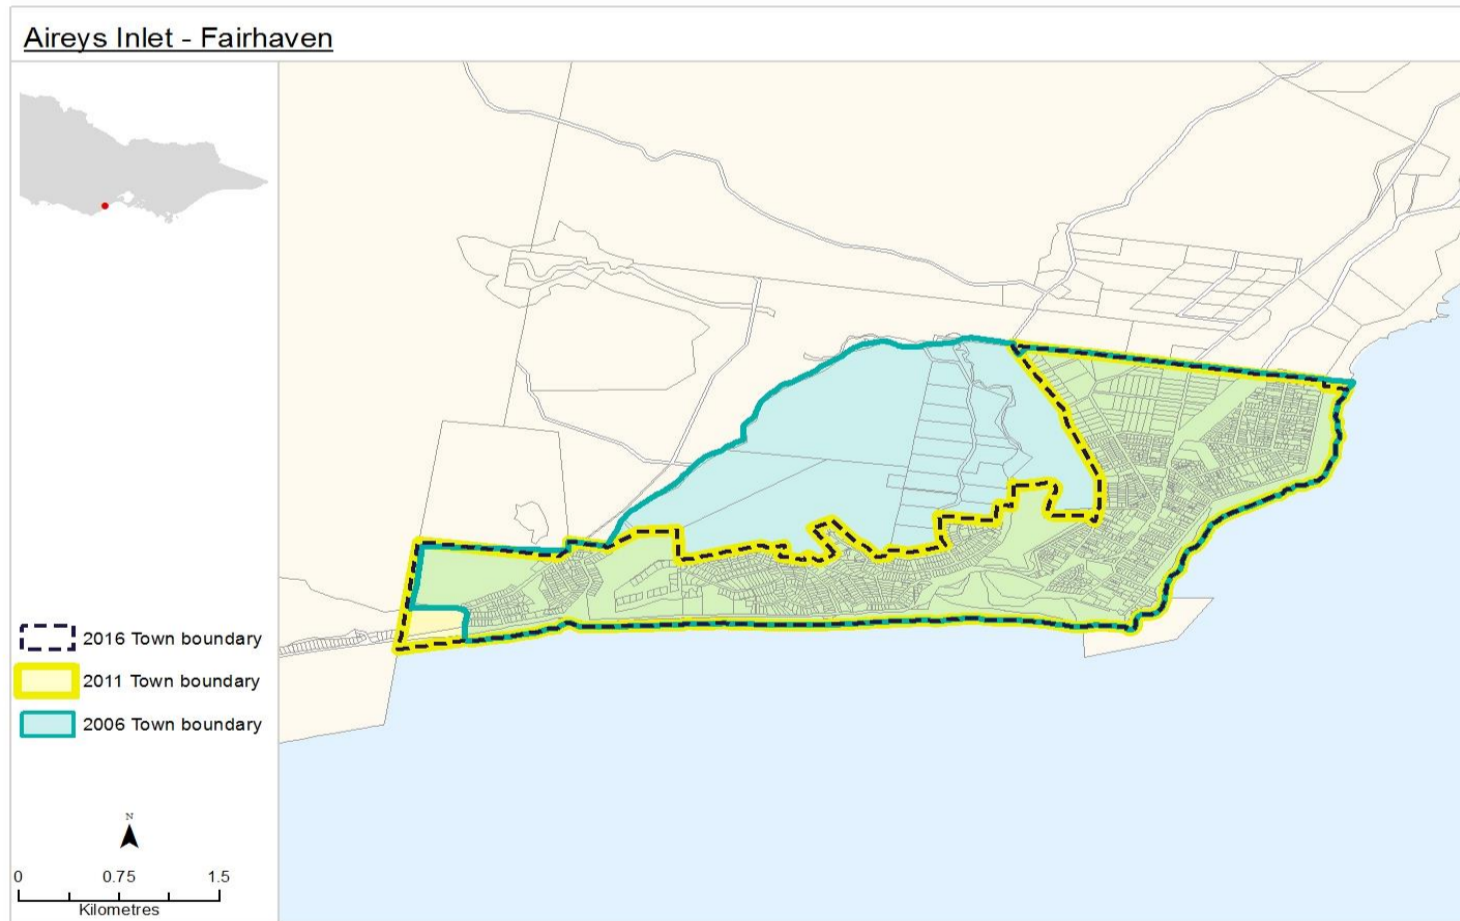 Aireys Inlet - Fairhaven
2016 Town boundary
2011 Town boundary
2006 Town boundary
N
0 0.75 1.5
Kilometres